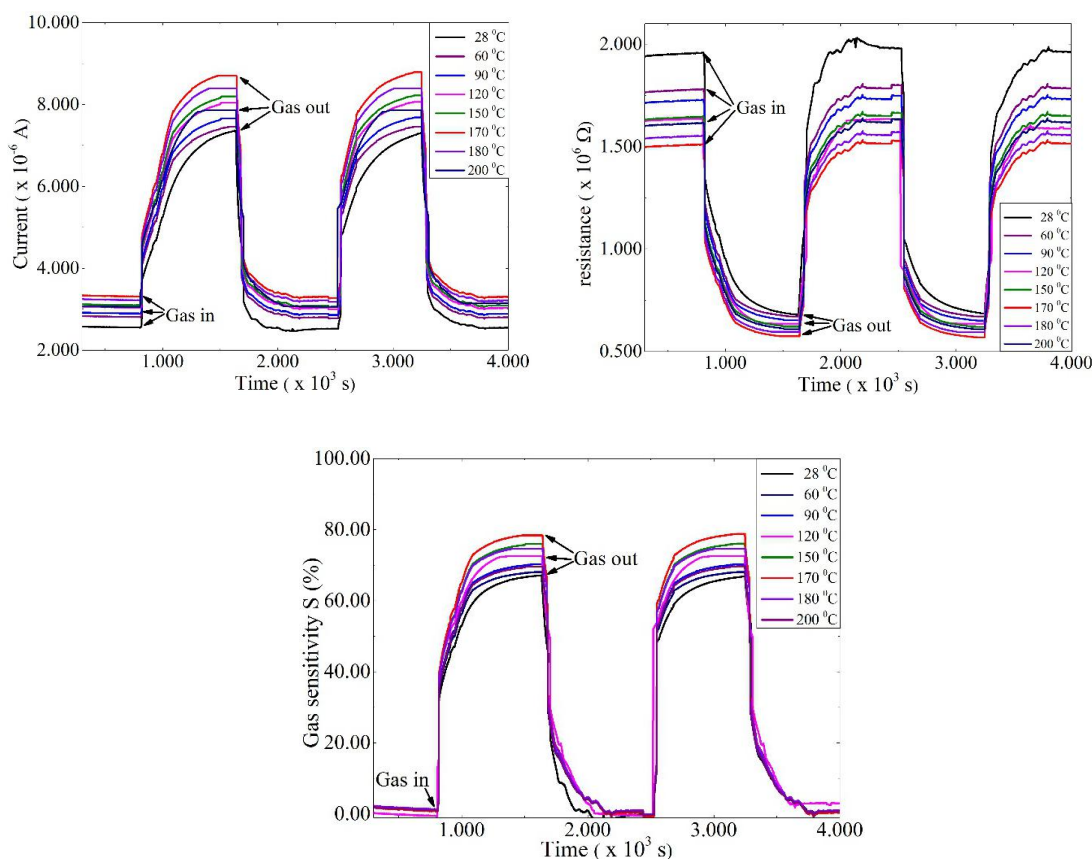 10.000
8.000
6.000
4.000
2.000
Current ( x 10⁻⁶ A)
1.000 2.000 3.000 4.000
Time ( x 10³ s)
Gas in
Gas out
28 ⁰C
60 ⁰C
90 ⁰C
120 ⁰C
150 ⁰C
170 ⁰C
180 ⁰C
200 ⁰C
2.000
1.500
1.000
0.500
resistance ( x 10⁶ Ω)
1.000 2.000 3.000 4.000
Time ( x 10³ s)
Gas in
Gas out
28 ⁰C
60 ⁰C
90 ⁰C
120 ⁰C
150 ⁰C
170 ⁰C
180 ⁰C
200 ⁰C
100.00
80.00
60.00
40.00
20.00
0.00
Gas sensitivity S (%)
1.000 2.000 3.000 4.000
Time ( x 10³ s)
Gas in
Gas out
28 ⁰C
60 ⁰C
90 ⁰C
120 ⁰C
150 ⁰C
170 ⁰C
180 ⁰C
200 ⁰C